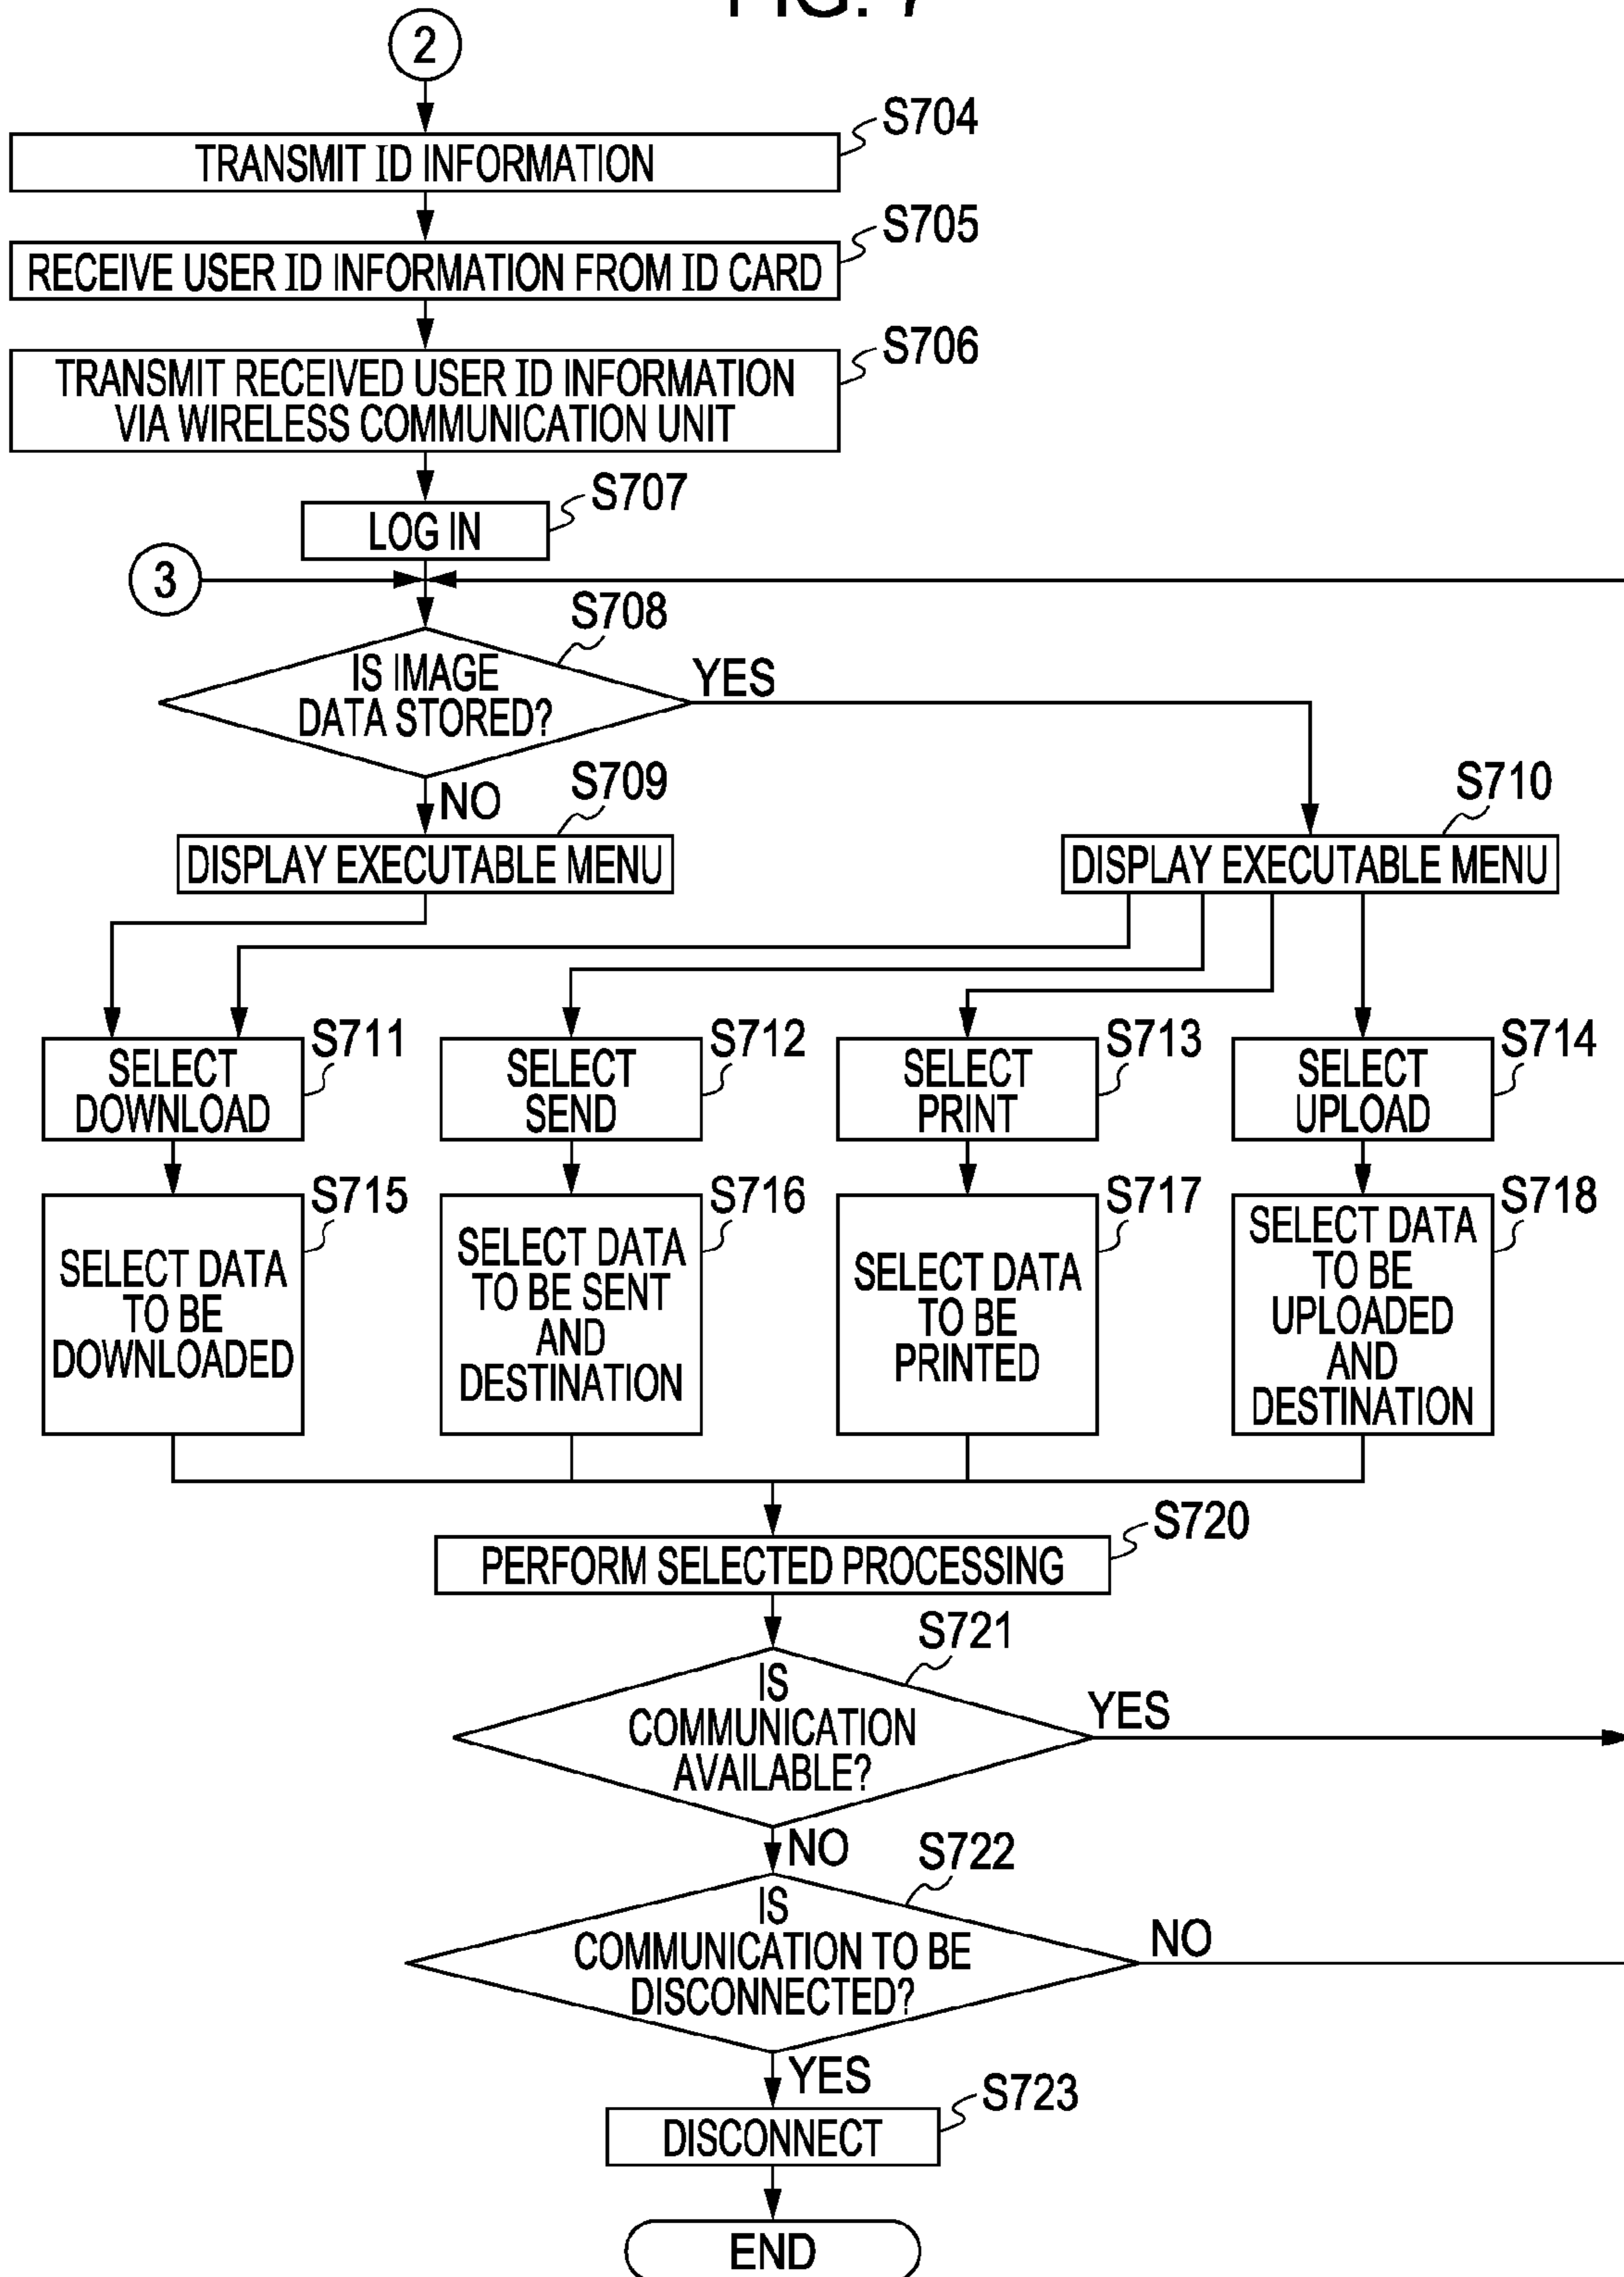 FIG. 7
2
S704
TRANSMIT ID INFORMATION
S705
RECEIVE USER ID INFORMATION FROM ID CARD
S706
TRANSMIT RECEIVED USER ID INFORMATION
VIA WIRELESS COMMUNICATION UNIT
S707
LOG IN
3
S708
IS IMAGE
DATA STORED?
YES
NO
S709
DISPLAY EXECUTABLE MENU
S710
DISPLAY EXECUTABLE MENU
S711
SELECT
DOWNLOAD
S712
SELECT
SEND
S713
SELECT
PRINT
S714
SELECT
UPLOAD
S715
SELECT DATA
TO BE
DOWNLOADED
S716
SELECT DATA
TO BE SENT
AND
DESTINATION
S717
SELECT DATA
TO BE
PRINTED
S718
SELECT DATA
TO BE
UPLOADED
AND
DESTINATION
S720
PERFORM SELECTED PROCESSING
S721
IS
COMMUNICATION
AVAILABLE?
YES
NO
S722
IS
COMMUNICATION TO BE
DISCONNECTED?
NO
YES
S723
DISCONNECT
END